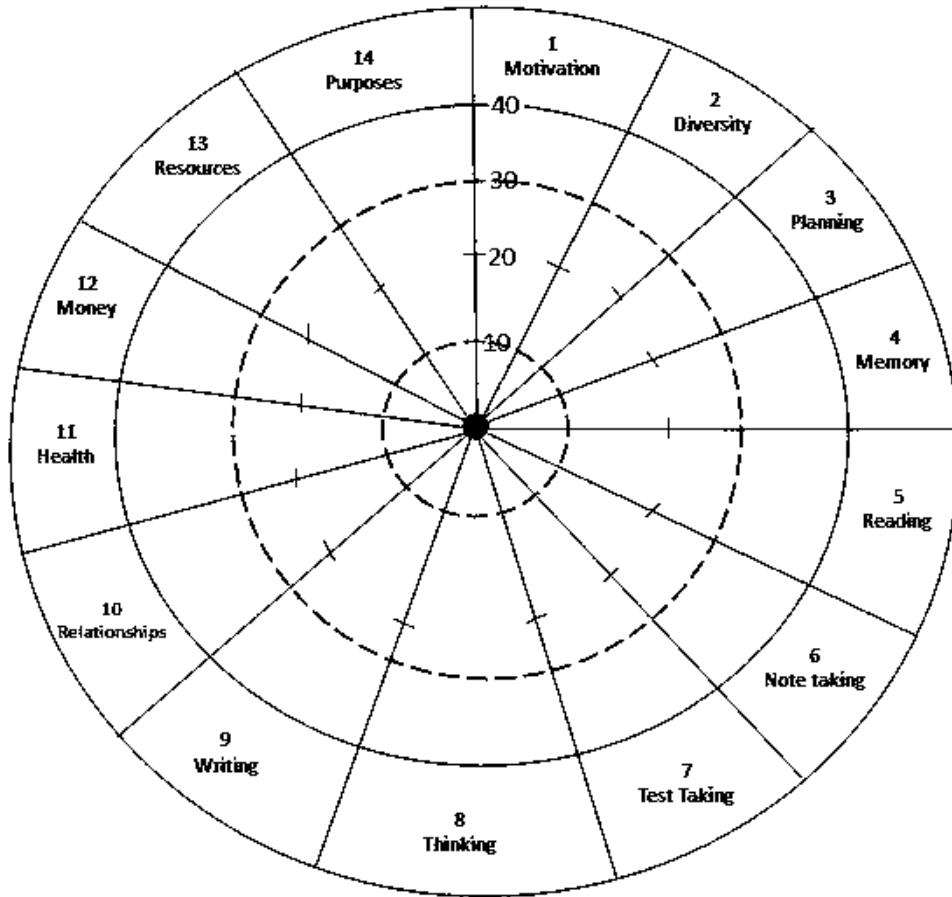 1
Motivation
2
Diversity
3
Planning
4
Memory
5
Reading
6
Note taking
7
Test Taking
8
Thinking
9
Writing
10
Relationships
11
Health
12
Money
13
Resources
14
Purposes
40
30
20
10